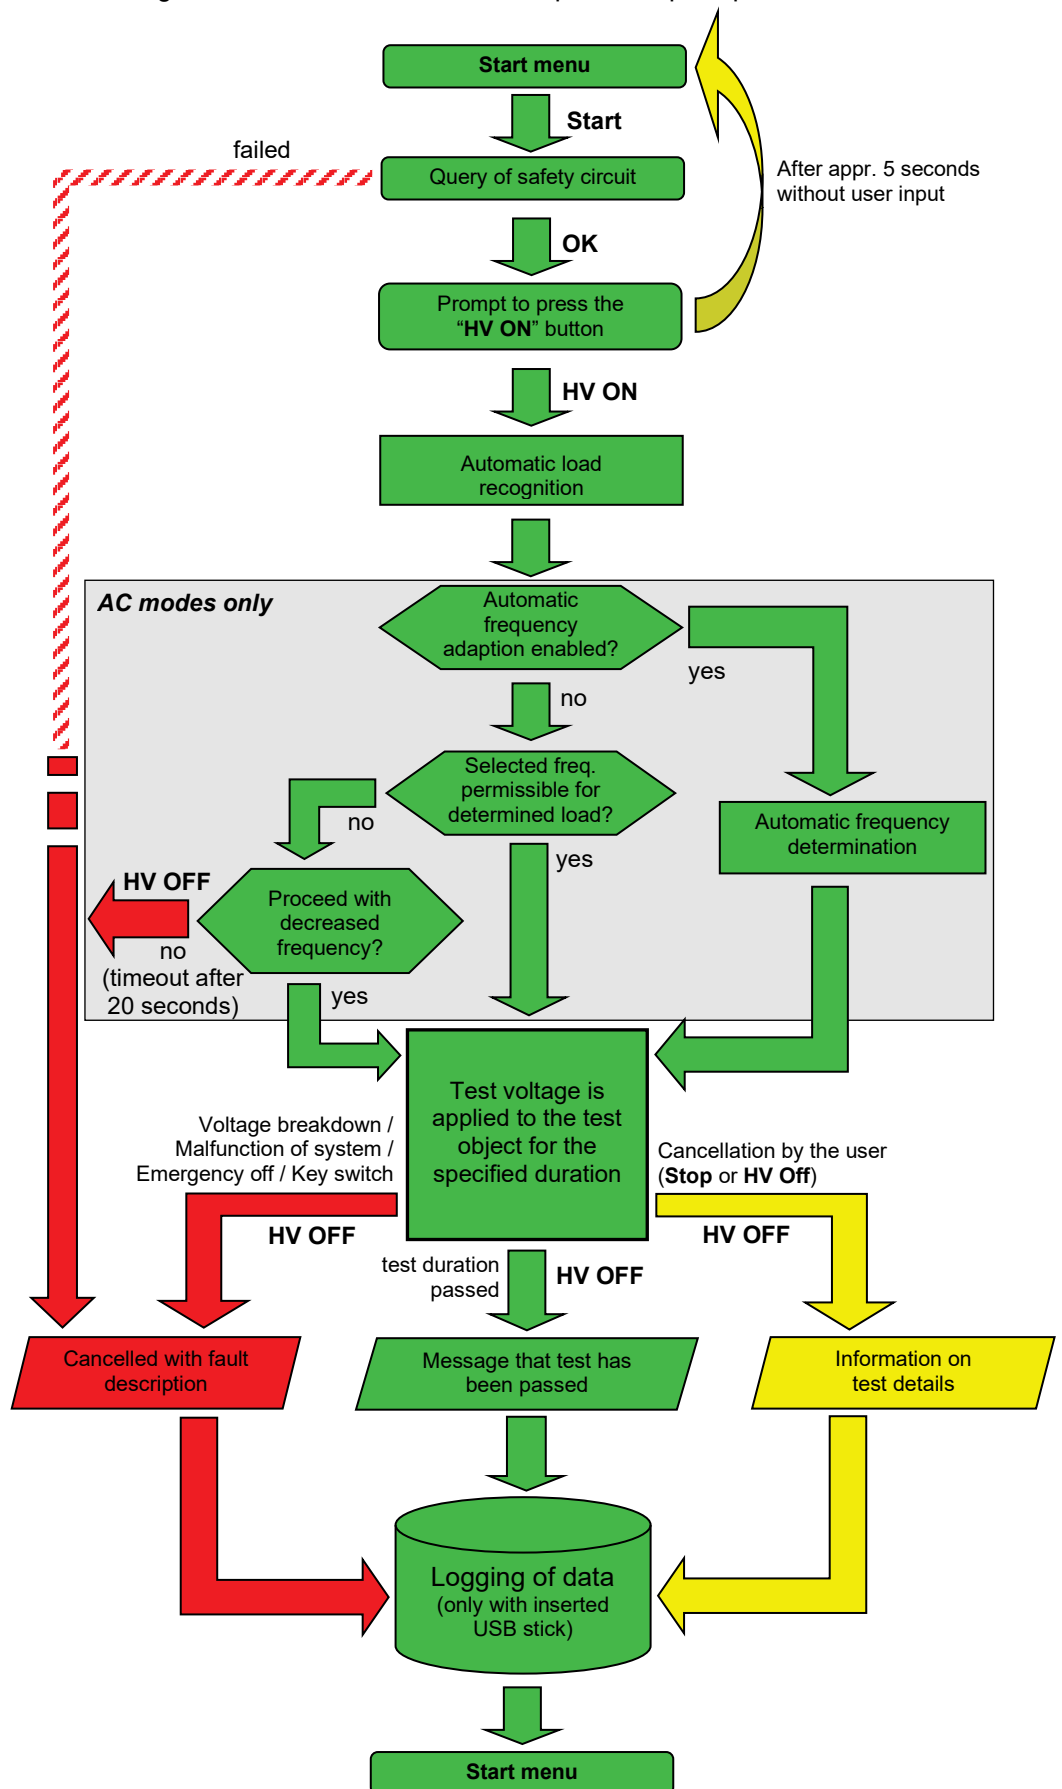 Start menu
Start
failed
Query of safety circuit
After appr. 5 seconds
without user input
OK
Prompt to press the
“HV ON” button
HV ON
Automatic load
recognition
AC modes only
Automatic
frequency
adaption enabled?
yes
no
Selected freq.
permissible for
determined load?
no
yes
Automatic frequency
determination
HV OFF
Proceed with
decreased
frequency?
no
(timeout after
20 seconds)
yes
Test voltage is
applied to the test
object for the
specified duration
Voltage breakdown /
Malfunction of system /
Emergency off / Key switch
HV OFF
Cancellation by the user
(Stop or HV Off)
HV OFF
test duration
passed
HV OFF
Cancelled with fault
description
Message that test has
been passed
Information on
test details
Logging of data
(only with inserted
USB stick)
Start menu